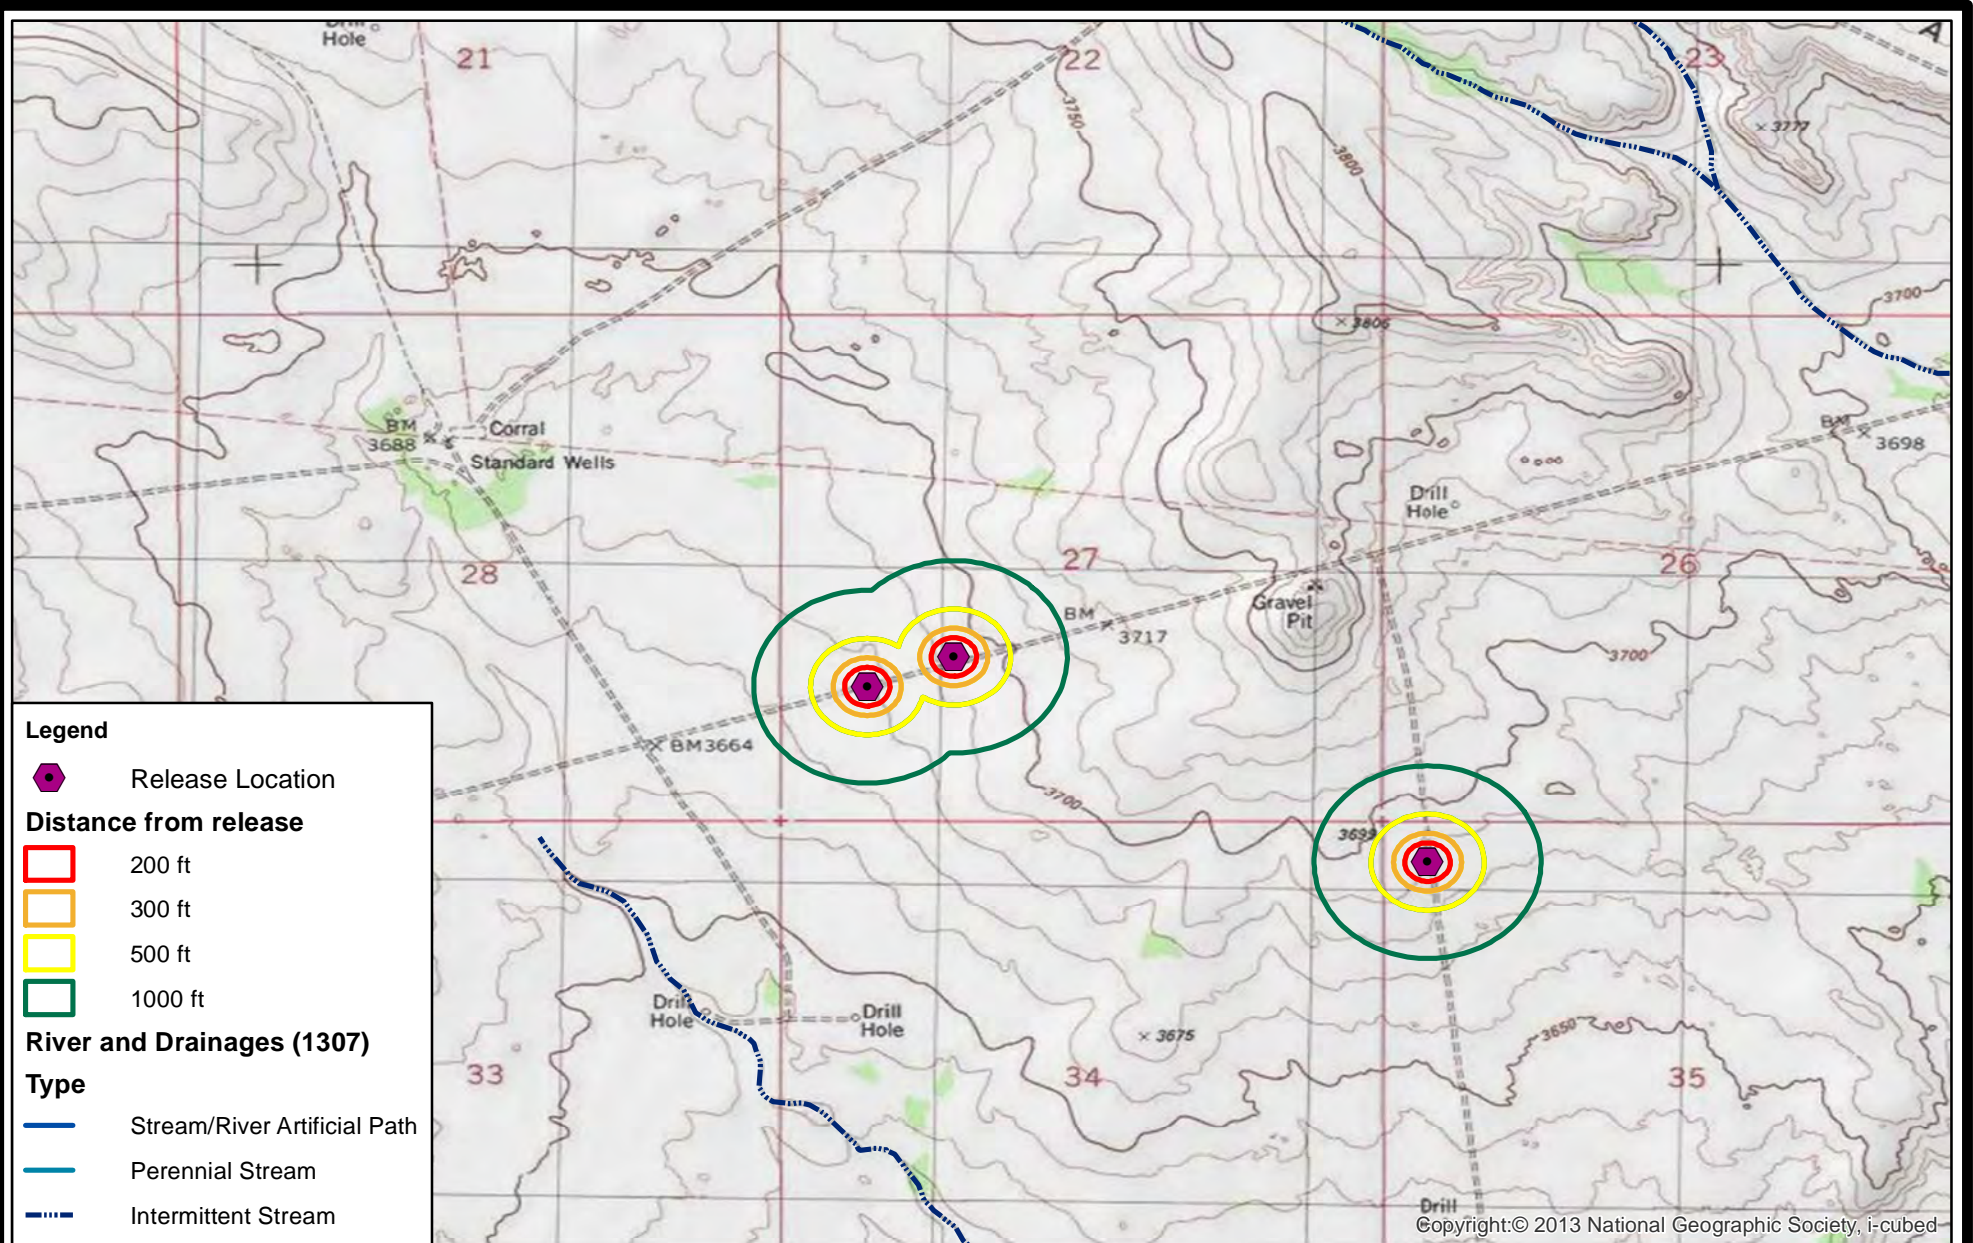 Drill
Hole
21
22
23
A
3777
3750
3800
3700
3806
BM
3688
Corral
Standard Wells
BM
3698
Drill
Hole
28
27
26
Gravel
Pit
BM
3717
3700
BM3664
3700
3699
Drill
Hole
Drill
Hole
3675
3650
33
34
35
Drill
Legend
Release Location
Distance from release
200 ft
300 ft
500 ft
1000 ft
River and Drainages (1307)
Type
Stream/River Artificial Path
Perennial Stream
Intermittent Stream
Copyright:© 2013 National Geographic Society, i-cubed